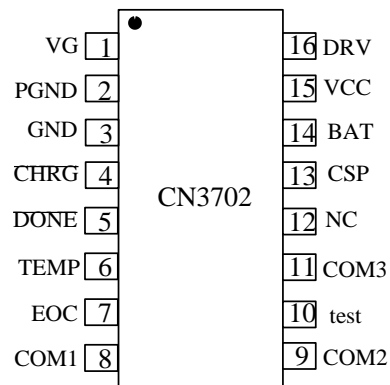 VG 1 16 DRV
PGND 2 15 VCC
GND 3 14 BAT
CHRG 4 13 CSP
CN3702
DONE 5 12 NC
TEMP 6 11 COM3
EOC 7 10 test
COM1 8 9 COM2